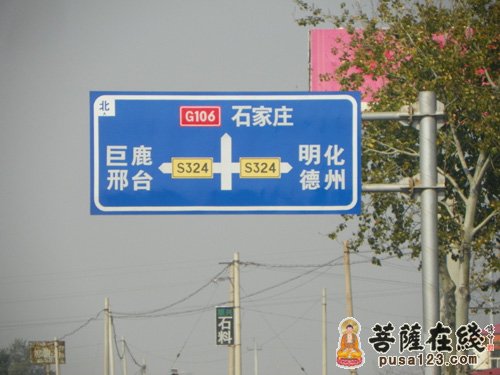 北
G106 石家庄
巨鹿
邢台
S324
S324
明化
德州
石料
菩薩在綫
pusa123.com